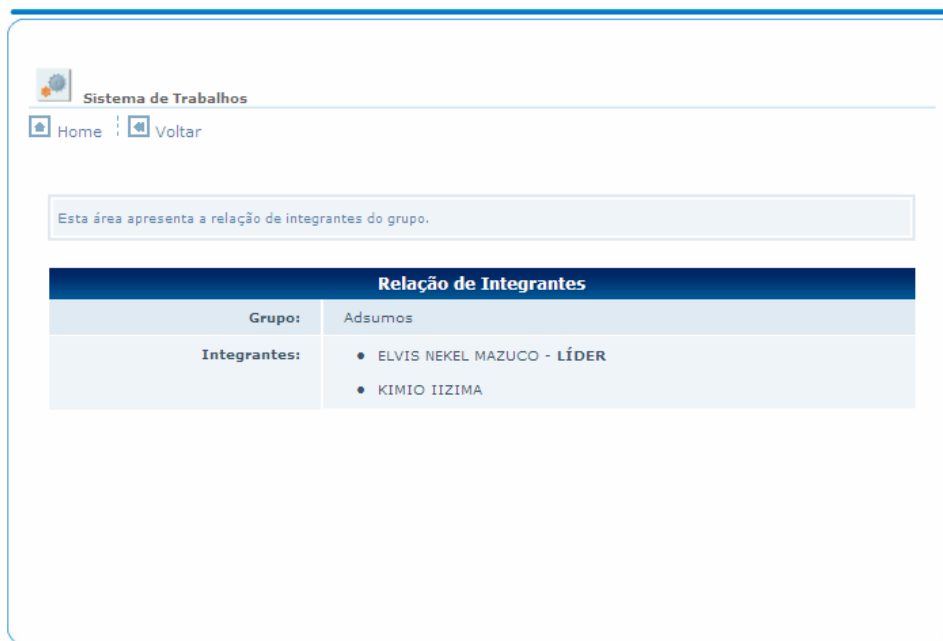 Sistema de Trabalhos
Home Voltar
Esta área apresenta a relação de integrantes do grupo.
Relação de Integrantes
Grupo: Adsumos
Integrantes: • ELVIS NEKEL MAZUCO - LÍDER
• KIMIO IIZIMA